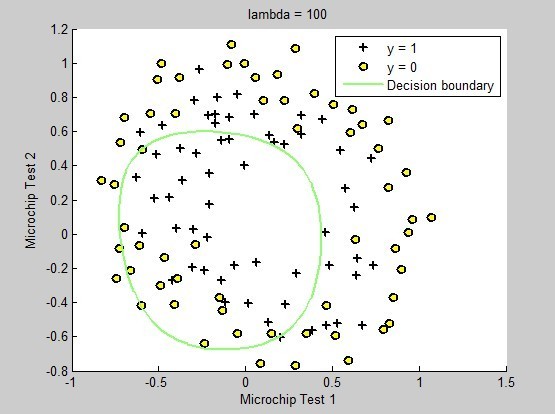 lambda = 100
y = 1
y = 0
Decision boundary
1.2
1
0.8
0.6
0.4
0.2
0
-0.2
-0.4
-0.6
-0.8
Microchip Test 2
-1
-0.5
0
0.5
1
1.5
Microchip Test 1